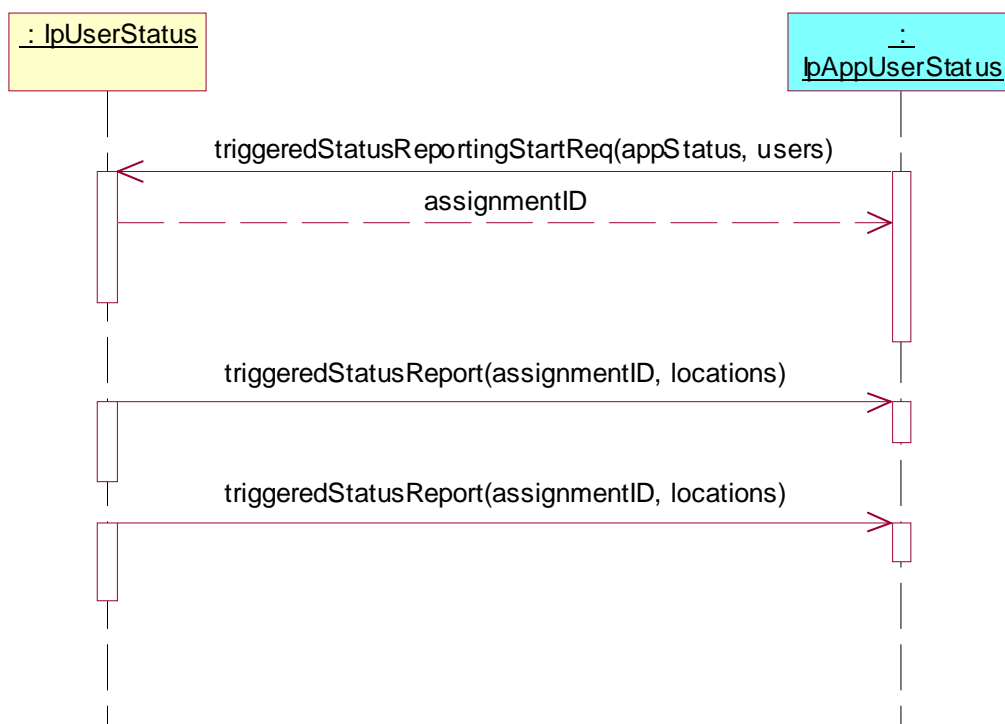 : IpUserStatus
:
IpAppUserStatus
triggeredStatusReportingStartReq(appStatus, users)
assignmentID
triggeredStatusReport(assignmentID, locations)
triggeredStatusReport(assignmentID, locations)